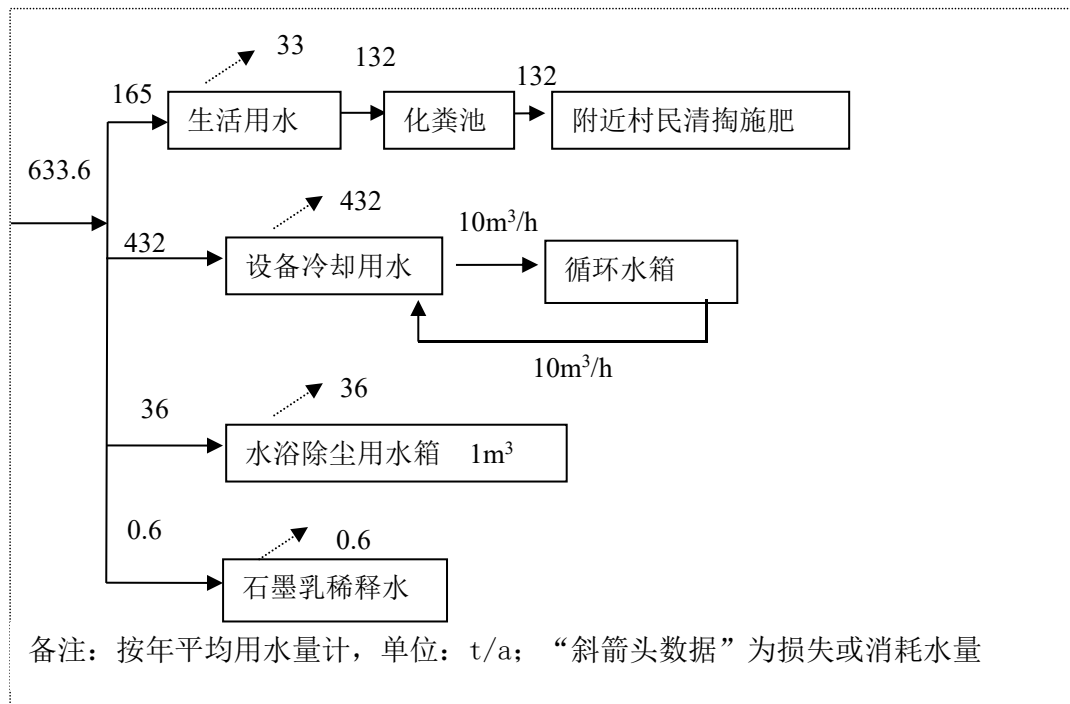 33
132
132
165
生活用水
化粪池
附近村民清掏施肥
633.6
432
10m³/h
432
设备冷却用水
循环水箱
10m³/h
36
36
水浴除尘用水箱 1m³
0.6
0.6
石墨乳稀释水
备注：按年平均用水量计，单位：t/a；“斜箭头数据”为损失或消耗水量